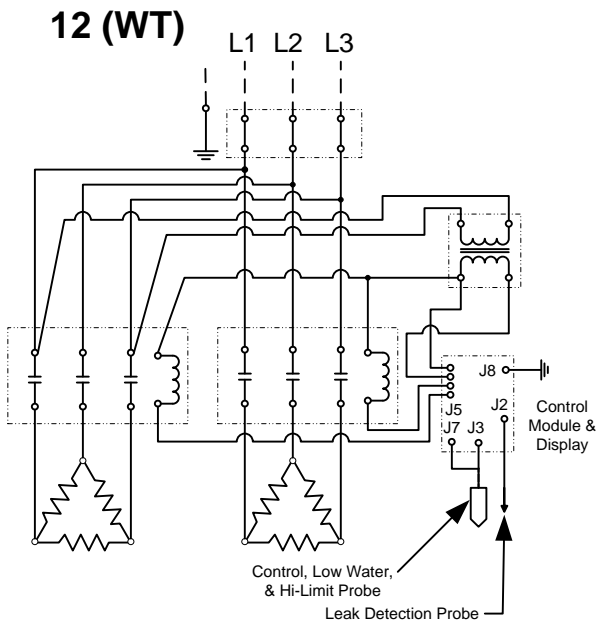 12 (WT)
L1 L2 L3
J8
J5
J2
J7 J3
Control
Module &
Display
Control, Low Water,
& Hi-Limit Probe
Leak Detection Probe